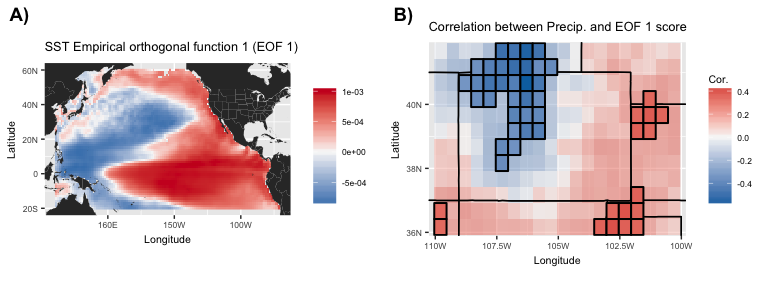 A)
SST Empirical orthogonal function 1 (EOF 1)
60N
40N
20N
0
20S
Latitude
160E
155W
100W
Longitude
1e-03
5e-04
0e+00
-5e-04
B)
Correlation between Precip. and EOF 1 score
40N
38N
36N
Latitude
110W
107.5W
105W
102.5W
100W
Longitude
Cor.
0.4
0.2
0.0
-0.2
-0.4